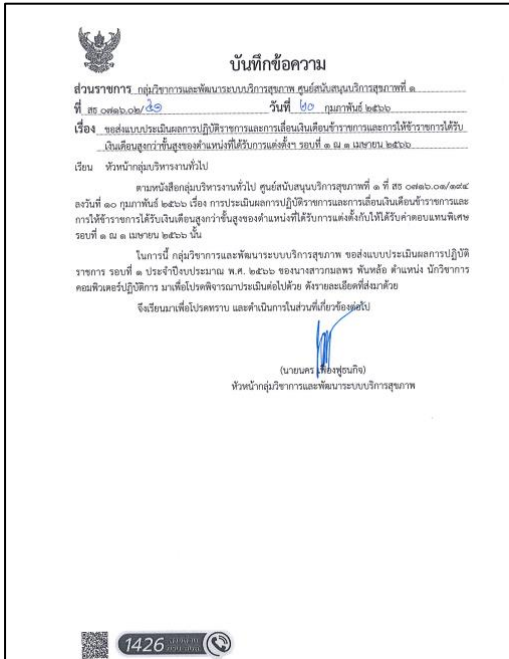 บันทึกข้อความ
ส่วนราชการ กลุ่มวิชาการและพัฒนาระบบบริการสุขภาพ ศูนย์สนับสนุนบริการสุขภาพที่ ๑
ที่ สธ ๐๗๑๖.๐๒/๕๑ วันที่ ๒๐ กุมภาพันธ์ ๒๕๖๖
เรื่อง ขอส่งแบบประเมินผลการปฏิบัติราชการและการเลื่อนเงินเดือนข้าราชการและการให้ข้าราชการได้รับ
เงินเดือนสูงกว่าขั้นสูงของตำแหน่งที่ได้รับการแต่งตั้งฯ รอบที่ ๑ ณ ๑ เมษายน ๒๕๖๖
เรียน หัวหน้ากลุ่มบริหารงานทั่วไป
ตามหนังสือกลุ่มบริหารงานทั่วไป ศูนย์สนับสนุนบริการสุขภาพที่ ๑ ที่ สธ ๐๗๑๖.๐๑/๑๙๔
ลงวันที่ ๑๐ กุมภาพันธ์ ๒๕๖๖ เรื่อง การประเมินผลการปฏิบัติราชการและการเลื่อนเงินเดือนข้าราชการและ
การให้ข้าราชการได้รับเงินเดือนสูงกว่าขั้นสูงของตำแหน่งที่ได้รับการแต่งตั้งให้ได้รับค่าตอบแทนพิเศษ
รอบที่ ๑ ณ ๑ เมษายน ๒๕๖๖ นั้น
ในการนี้ กลุ่มวิชาการและพัฒนาระบบบริการสุขภาพ ขอส่งแบบประเมินผลการปฏิบัติ
ราชการ รอบที่ ๑ ประจำปีงบประมาณ พ.ศ. ๒๕๖๖ ของนางสาวกมลพร พันหล่อ ตำแหน่ง นักวิชาการ
คอมพิวเตอร์ปฏิบัติการ มาเพื่อโปรดพิจารณาประเมินต่อไปด้วย ดังรายละเอียดที่ส่งมาด้วย
จึงเรียนมาเพื่อโปรดทราบ และดำเนินการในส่วนที่เกี่ยวข้องต่อไป
(นายนคร เฟื่องฟูธนกิจ)
หัวหน้ากลุ่มวิชาการและพัฒนาระบบบริการสุขภาพ
1426